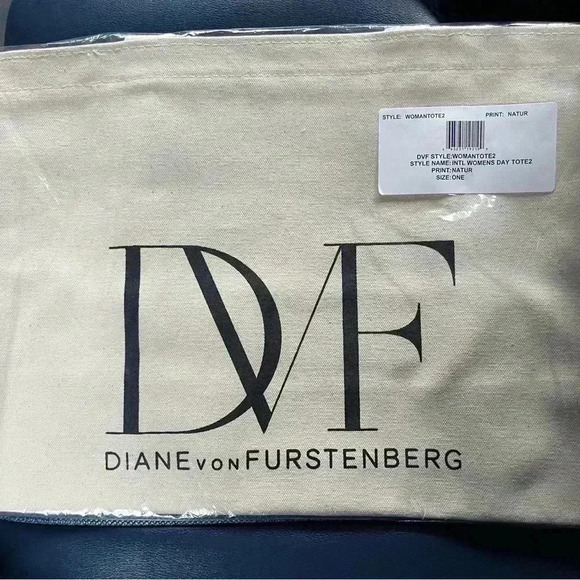 STYLE: WOMANTOTE2 PRINT: NATUR
DVF STYLE:WOMANTOTE2
STYLE NAME:INTL WOMENS DAY TOTE2
PRINT:NATUR
SIZE:ONE
DVF
DIANE VON FURSTENBERG